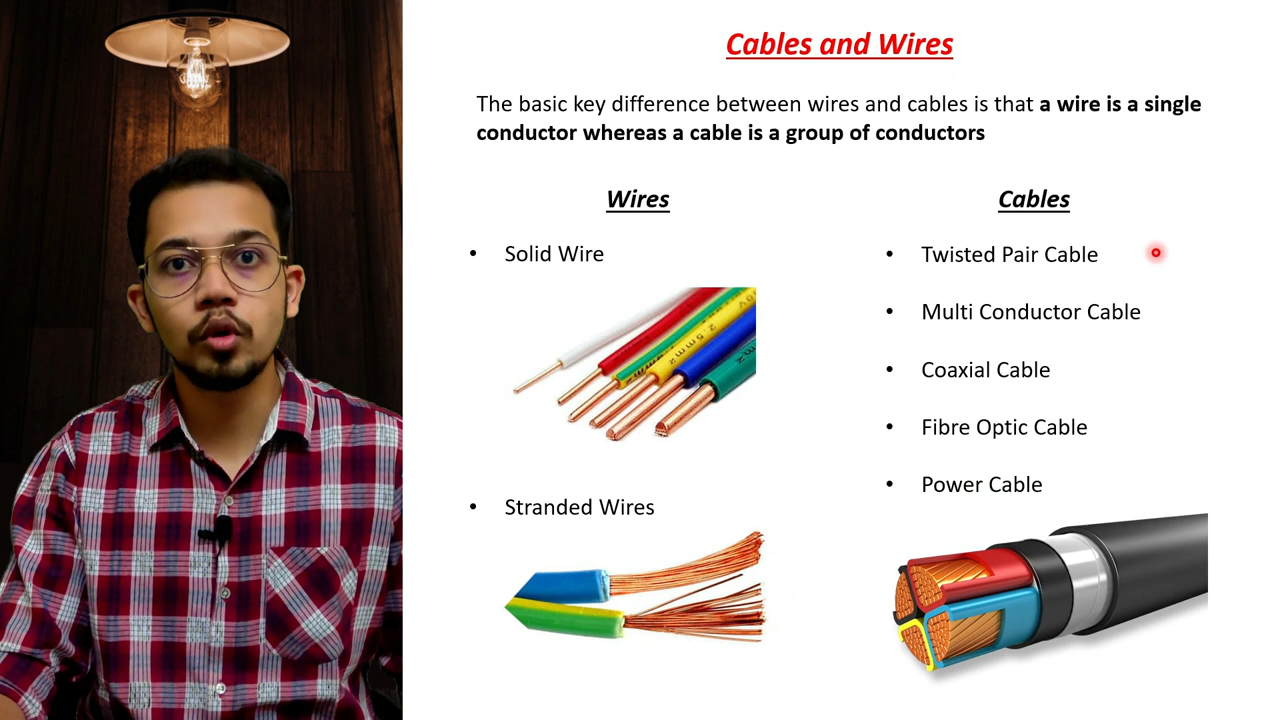 Cables and Wires
The basic key difference between wires and cables is that a wire is a single
conductor whereas a cable is a group of conductors
Wires
Cables
• Solid Wire
• Stranded Wires
• Twisted Pair Cable
• Multi Conductor Cable
• Coaxial Cable
• Fibre Optic Cable
• Power Cable
2.5mm2